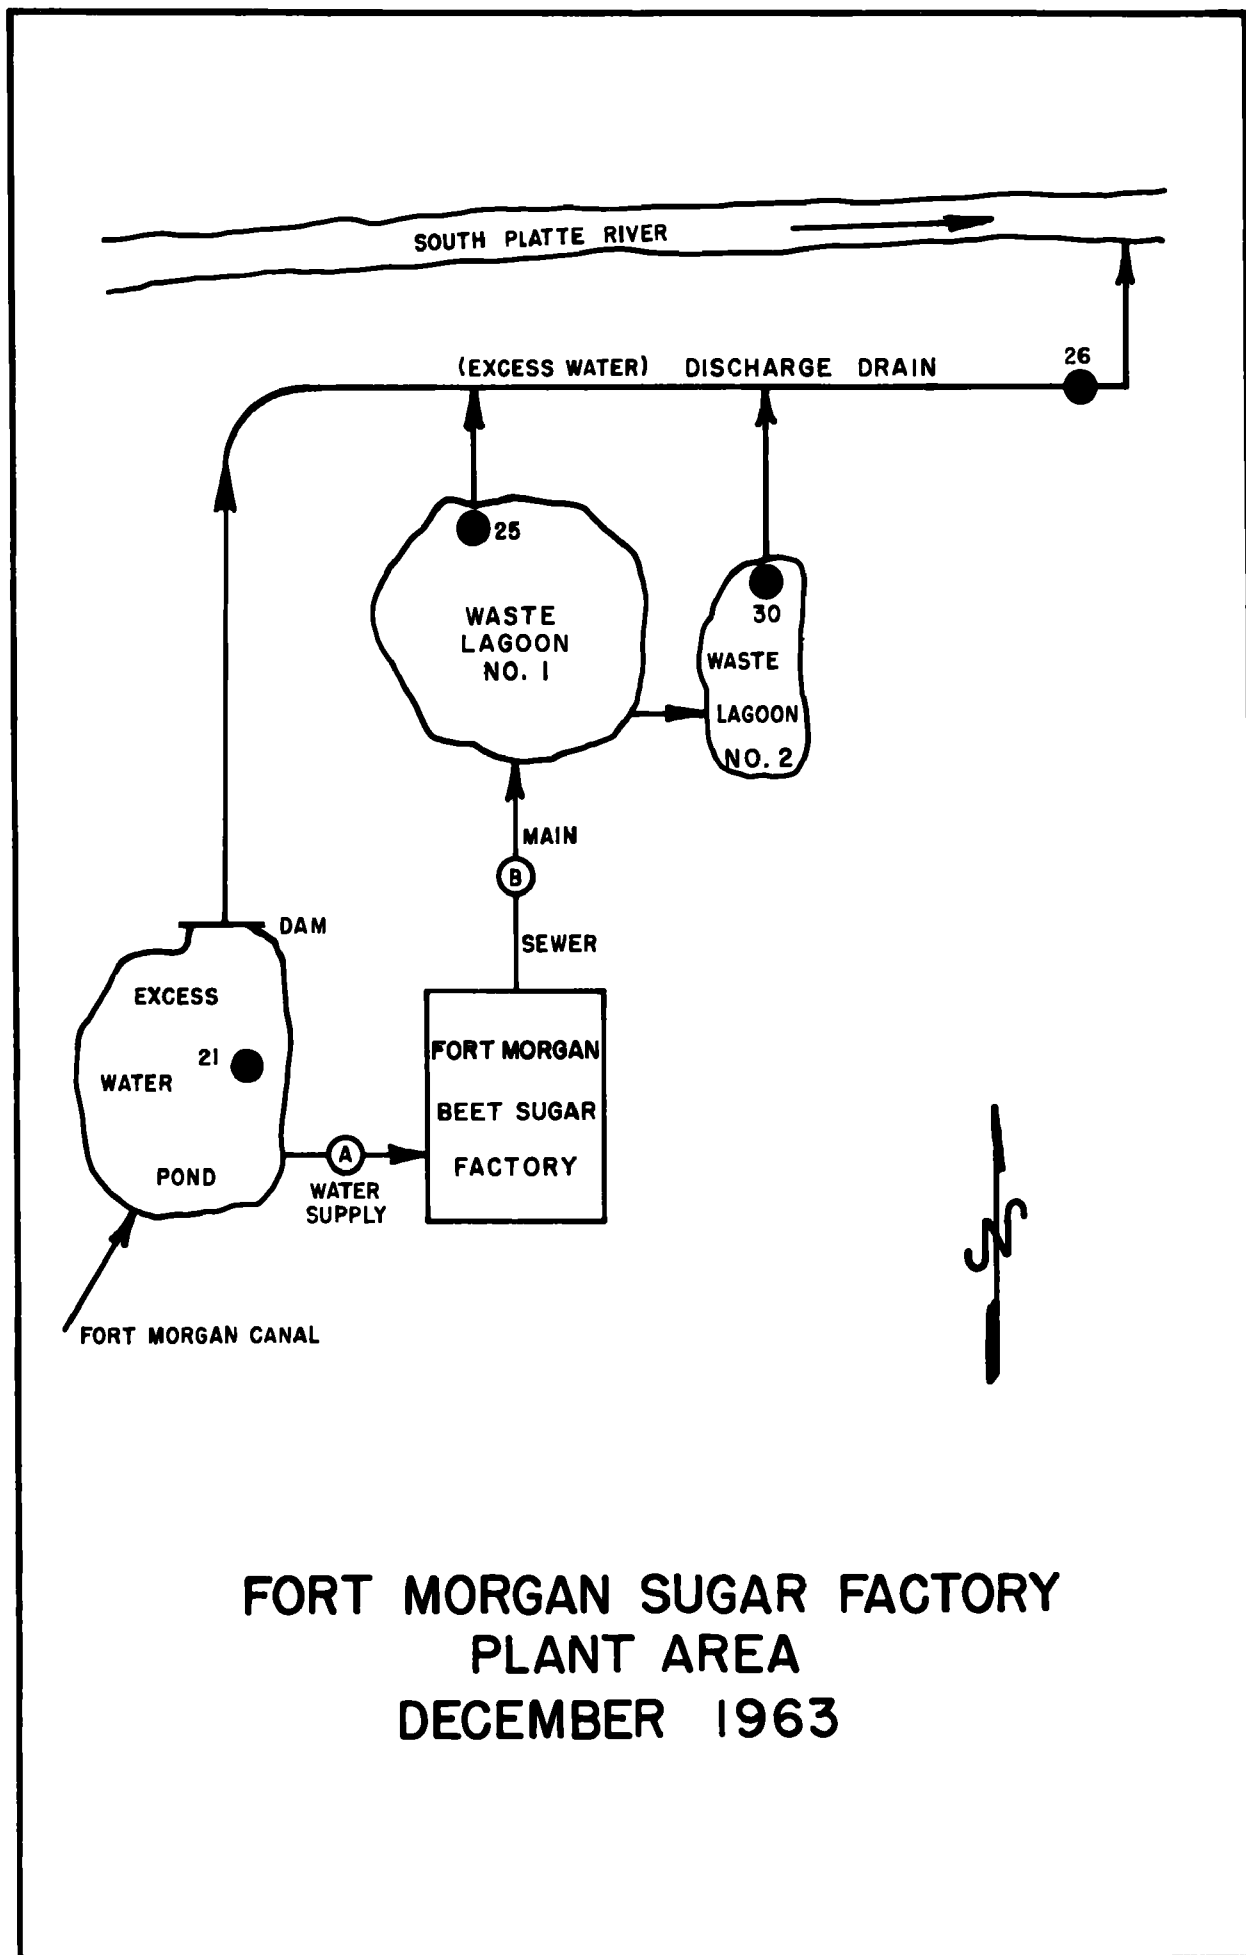 SOUTH PLATTE RIVER
(EXCESS WATER) DISCHARGE DRAIN
26
25
WASTE
LAGOON
NO. 1
30
WASTE
LAGOON
NO. 2
MAIN
B
SEWER
DAM
EXCESS
21
WATER
POND
A
WATER
SUPPLY
FORT MORGAN
BEET SUGAR
FACTORY
N
FORT MORGAN CANAL
FORT MORGAN SUGAR FACTORY
PLANT AREA
DECEMBER 1963